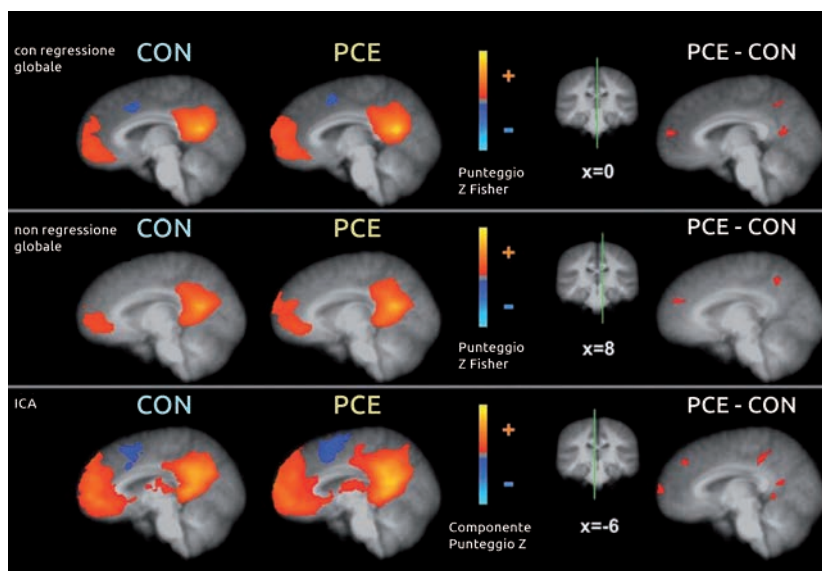 con regressione
globale
CON
PCE
+
-
Punteggio
Z Fisher
x=0
PCE - CON
non regressione
globale
CON
PCE
+
-
Punteggio
Z Fisher
x=8
PCE - CON
ICA
CON
PCE
+
-
Componente
Punteggio Z
x=-6
PCE - CON